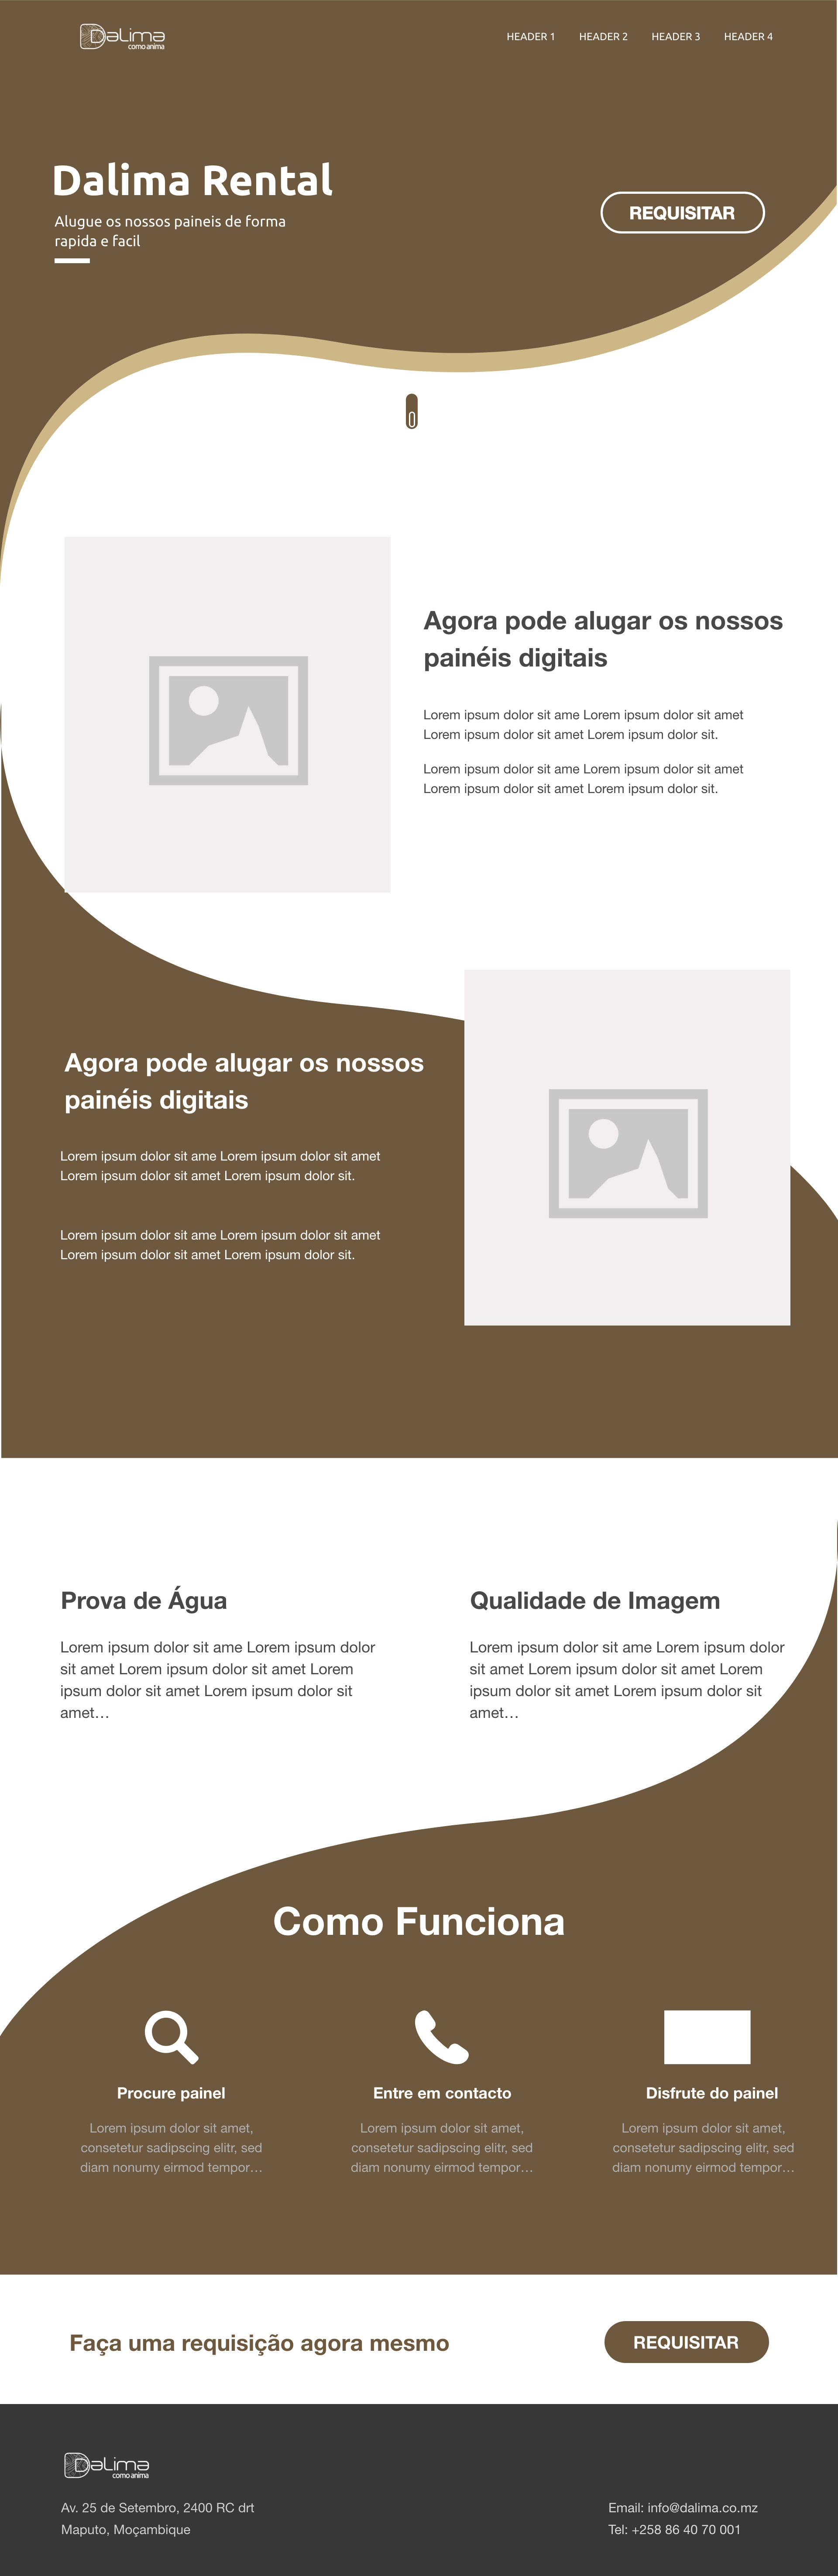 Dalima
como anima
HEADER 1 HEADER 2 HEADER 3 HEADER 4
Dalima Rental
Alugue os nossos paineis de forma
rapida e facil
REQUISITAR
Agora pode alugar os nossos
painéis digitais
Lorem ipsum dolor sit ame Lorem ipsum dolor sit amet
Lorem ipsum dolor sit amet Lorem ipsum dolor sit.
Lorem ipsum dolor sit ame Lorem ipsum dolor sit amet
Lorem ipsum dolor sit amet Lorem ipsum dolor sit.
Agora pode alugar os nossos
painéis digitais
Lorem ipsum dolor sit ame Lorem ipsum dolor sit amet
Lorem ipsum dolor sit amet Lorem ipsum dolor sit.
Lorem ipsum dolor sit ame Lorem ipsum dolor sit amet
Lorem ipsum dolor sit amet Lorem ipsum dolor sit.
Prova de Água
Lorem ipsum dolor sit ame Lorem ipsum dolor
sit amet Lorem ipsum dolor sit amet Lorem
ipsum dolor sit amet Lorem ipsum dolor sit
amet…
Qualidade de Imagem
Lorem ipsum dolor sit ame Lorem ipsum dolor
sit amet Lorem ipsum dolor sit amet Lorem
ipsum dolor sit amet Lorem ipsum dolor sit
amet…
Como Funciona
Procure painel
Lorem ipsum dolor sit amet,
consetetur sadipscing elitr, sed
diam nonumy eirmod tempor…
Entre em contacto
Lorem ipsum dolor sit amet,
consetetur sadipscing elitr, sed
diam nonumy eirmod tempor…
Disfrute do painel
Lorem ipsum dolor sit amet,
consetetur sadipscing elitr, sed
diam nonumy eirmod tempor…
Faça uma requisição agora mesmo
REQUISITAR
Dalima
como anima
Av. 25 de Setembro, 2400 RC drt
Maputo, Moçambique
Email: info@dalima.co.mz
Tel: +258 86 40 70 001